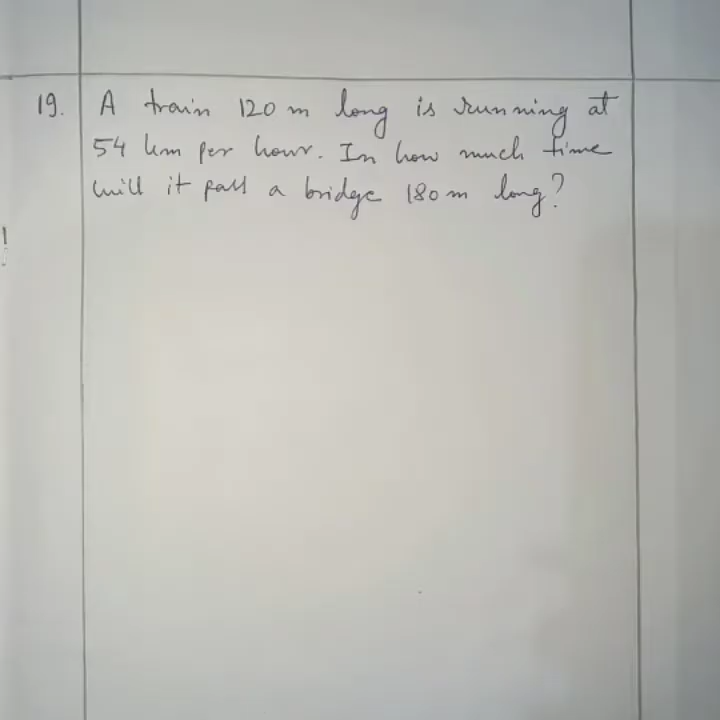 19. A train 120 m long is running at
54 km per hour. In how much time
will it pass a bridge 180 m long?